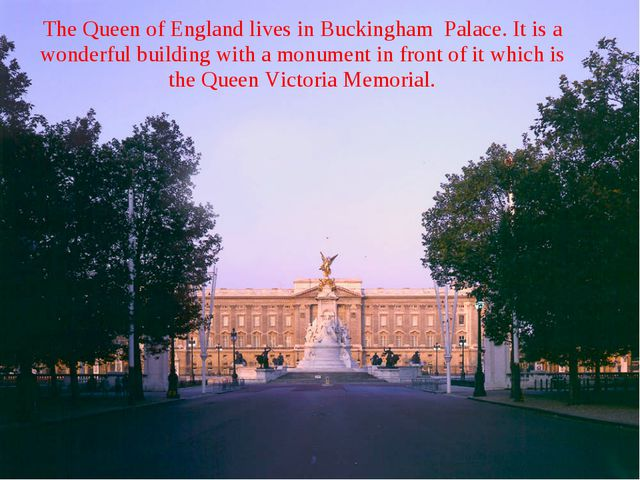 The Queen of England lives in Buckingham  Palace. It is a
wonderful building with a monument in front of it which is
the Queen Victoria Memorial.